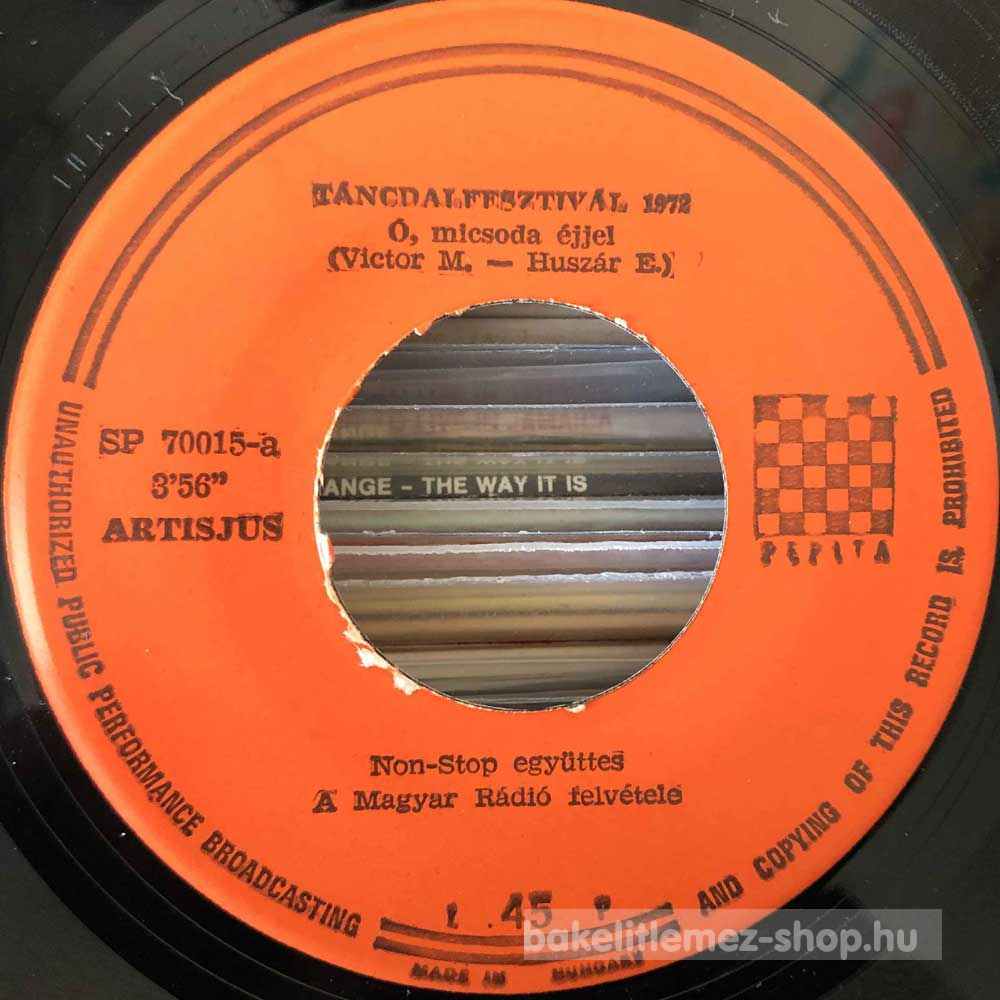 TÁNCDALFESZTIVÁL 1972
Ó, micsoda éjjel
(Victor M. — Huszár E.)
SP 70015-a
3'56"
ARTISJUS
ANGE – THE WAY IT IS
PEPITA
Non-Stop együttes
A Magyar Rádió felvétele
UNAUTHORIZED PUBLIC PERFORMANCE BROADCASTING AND COPYING OF THIS RECORD IS PROHIBITED
45
MADE IN HUNGARY
bakelitlemez-shop.hu